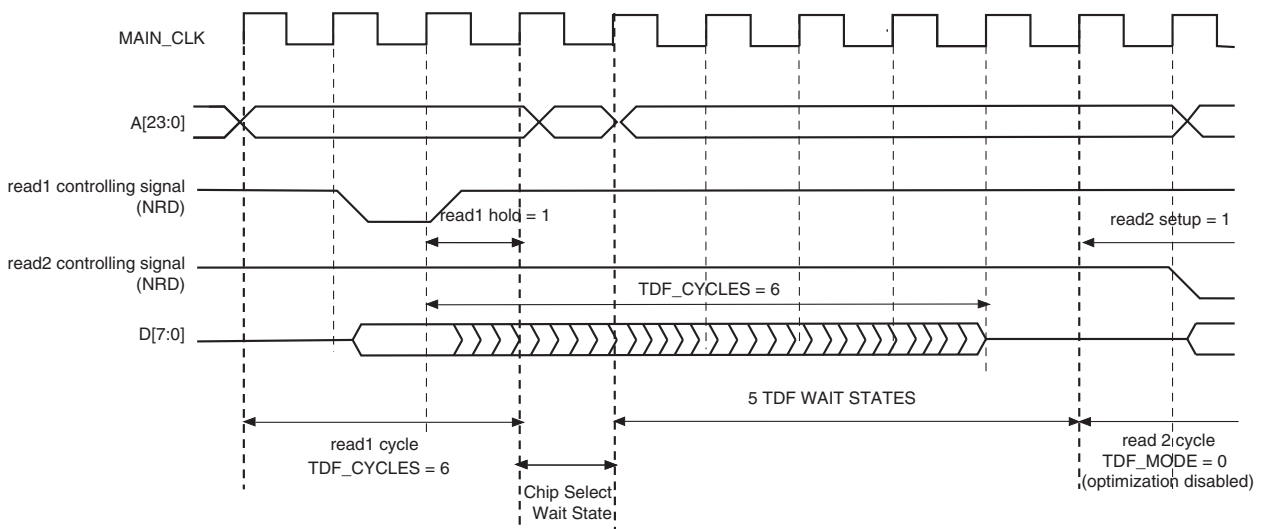 MAIN_CLK
A[23:0]
read1 controlling signal
(NRD)
read1 hold = 1
read2 setup = 1
read2 controlling signal
(NRD)
TDF_CYCLES = 6
D[7:0]
5 TDF WAIT STATES
read1 cycle
TDF_CYCLES = 6
Chip Select
Wait State
read 2 cycle
TDF_MODE = 0
(optimization disabled)